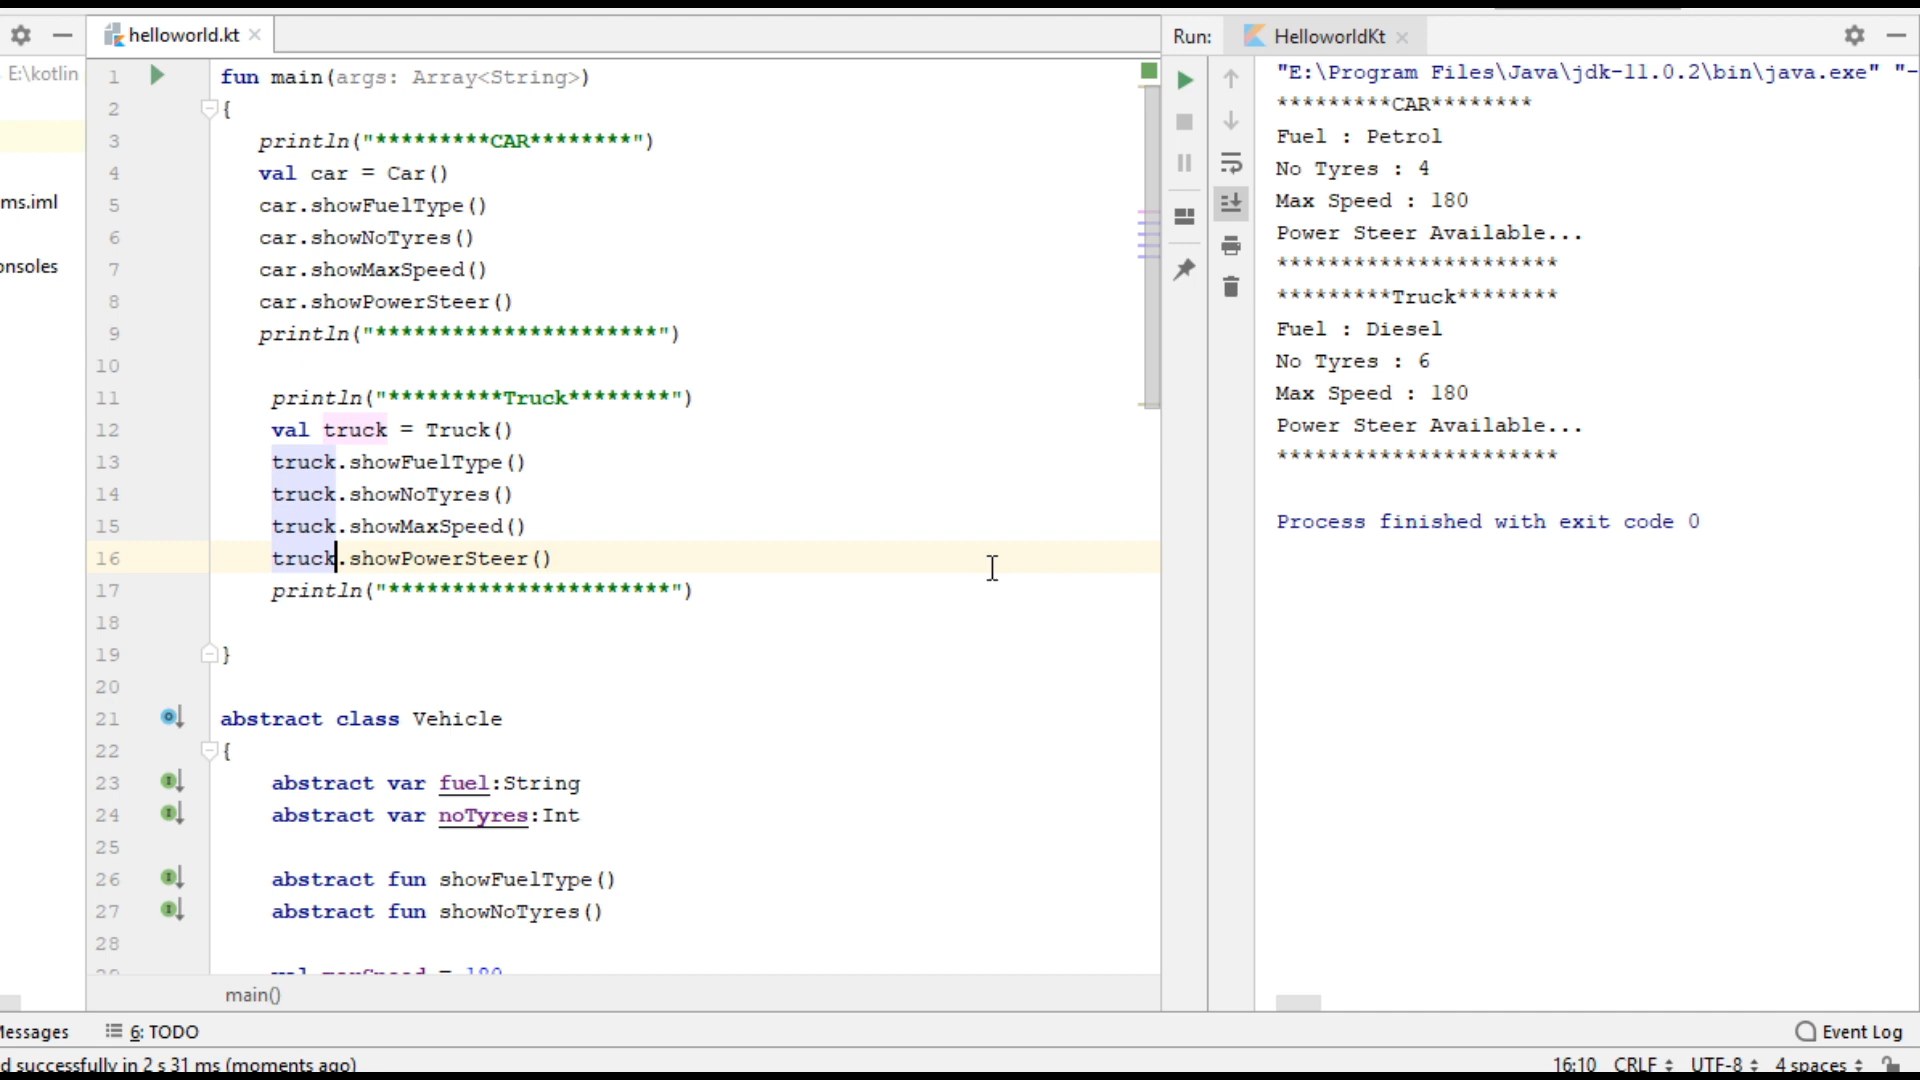 helloworld.kt
Run: HelloworldKt
E:\kotlin
ms.iml
onsoles
1 fun main(args: Array<String>)
2 {
3 println("*********CAR********")
4 val car = Car()
5 car.showFuelType()
6 car.showNoTyres()
7 car.showMaxSpeed()
8 car.showPowerSteer()
9 println("**********************")
10
11 println("*********Truck********")
12 val truck = Truck()
13 truck.showFuelType()
14 truck.showNoTyres()
15 truck.showMaxSpeed()
16 truck.showPowerSteer()
17 println("**********************")
18
19 }
20
21 abstract class Vehicle
22 {
23 abstract var fuel:String
24 abstract var noTyres:Int
25
26 abstract fun showFuelType()
27 abstract fun showNoTyres()
28
29 val maxSpeed = 180
main()
"E:\Program Files\Java\jdk-11.0.2\bin\java.exe" "-
*********CAR********
Fuel : Petrol
No Tyres : 4
Max Speed : 180
Power Steer Available...
**********************
*********Truck********
Fuel : Diesel
No Tyres : 6
Max Speed : 180
Power Steer Available...
**********************
Process finished with exit code 0
Messages 6: TODO Event Log
d successfully in 2 s 31 ms (moments ago) 16:10 CRLF UTF-8 4 spaces